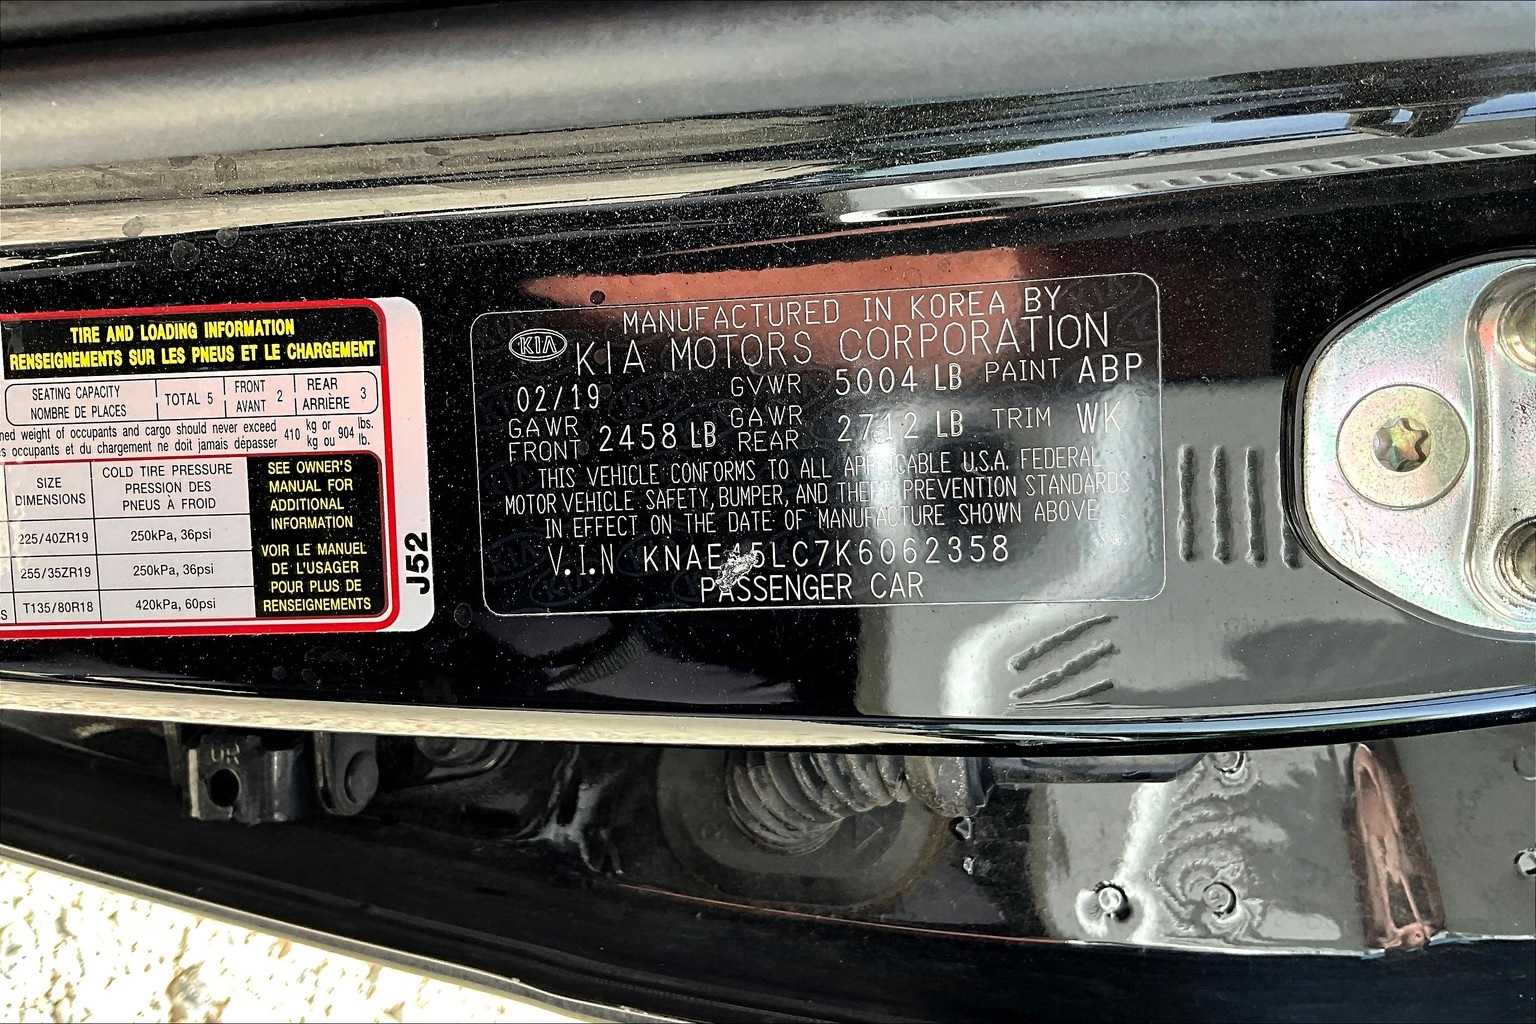 TIRE AND LOADING INFORMATION
RENSEIGNEMENTS SUR LES PNEUS ET LE CHARGEMENT
SEATING CAPACITY
NOMBRE DE PLACES
TOTAL 5
FRONT
AVANT 2
REAR
ARRIÈRE 3
weight of occupants and cargo should never exceed 410 kg or 904 lbs.
occupants et du chargement ne doit jamais dépasser kg ou lb.
SIZE
DIMENSIONS
COLD TIRE PRESSURE
PRESSION DES
PNEUS À FROID
225/40ZR19 250kPa, 36psi
255/35ZR19 250kPa, 36psi
T135/80R18 420kPa, 60psi
SEE OWNER'S
MANUAL FOR
ADDITIONAL
INFORMATION
VOIR LE MANUEL
DE L'USAGER
POUR PLUS DE
RENSEIGNEMENTS
J52
MANUFACTURED IN KOREA BY
KIA KIA MOTORS CORPORATION
02/19 GVWR 5004 LB PAINT ABP
GAWR FRONT 2458 LB GAWR REAR 2712 LB TRIM WK
THIS VEHICLE CONFORMS TO ALL APPLICABLE U.S.A. FEDERAL
MOTOR VEHICLE SAFETY, BUMPER, AND THEFT PREVENTION STANDARDS
IN EFFECT ON THE DATE OF MANUFACTURE SHOWN ABOVE
V.I.N KNAE45LC7K6062358
PASSENGER CAR